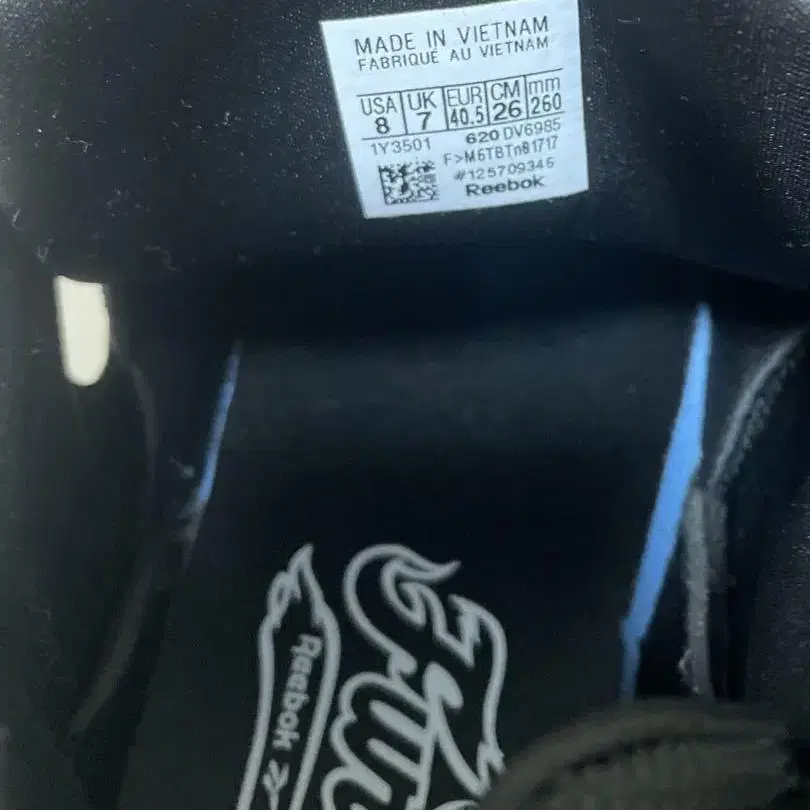 MADE IN VIETNAM
FABRIQUÉ AU VIETNAM
USA UK EUR CM mm
8 7 40.5 26 260
1Y3501 620 DV6985
F>M6TBTn81717
#125709346
Reebok
Reebok